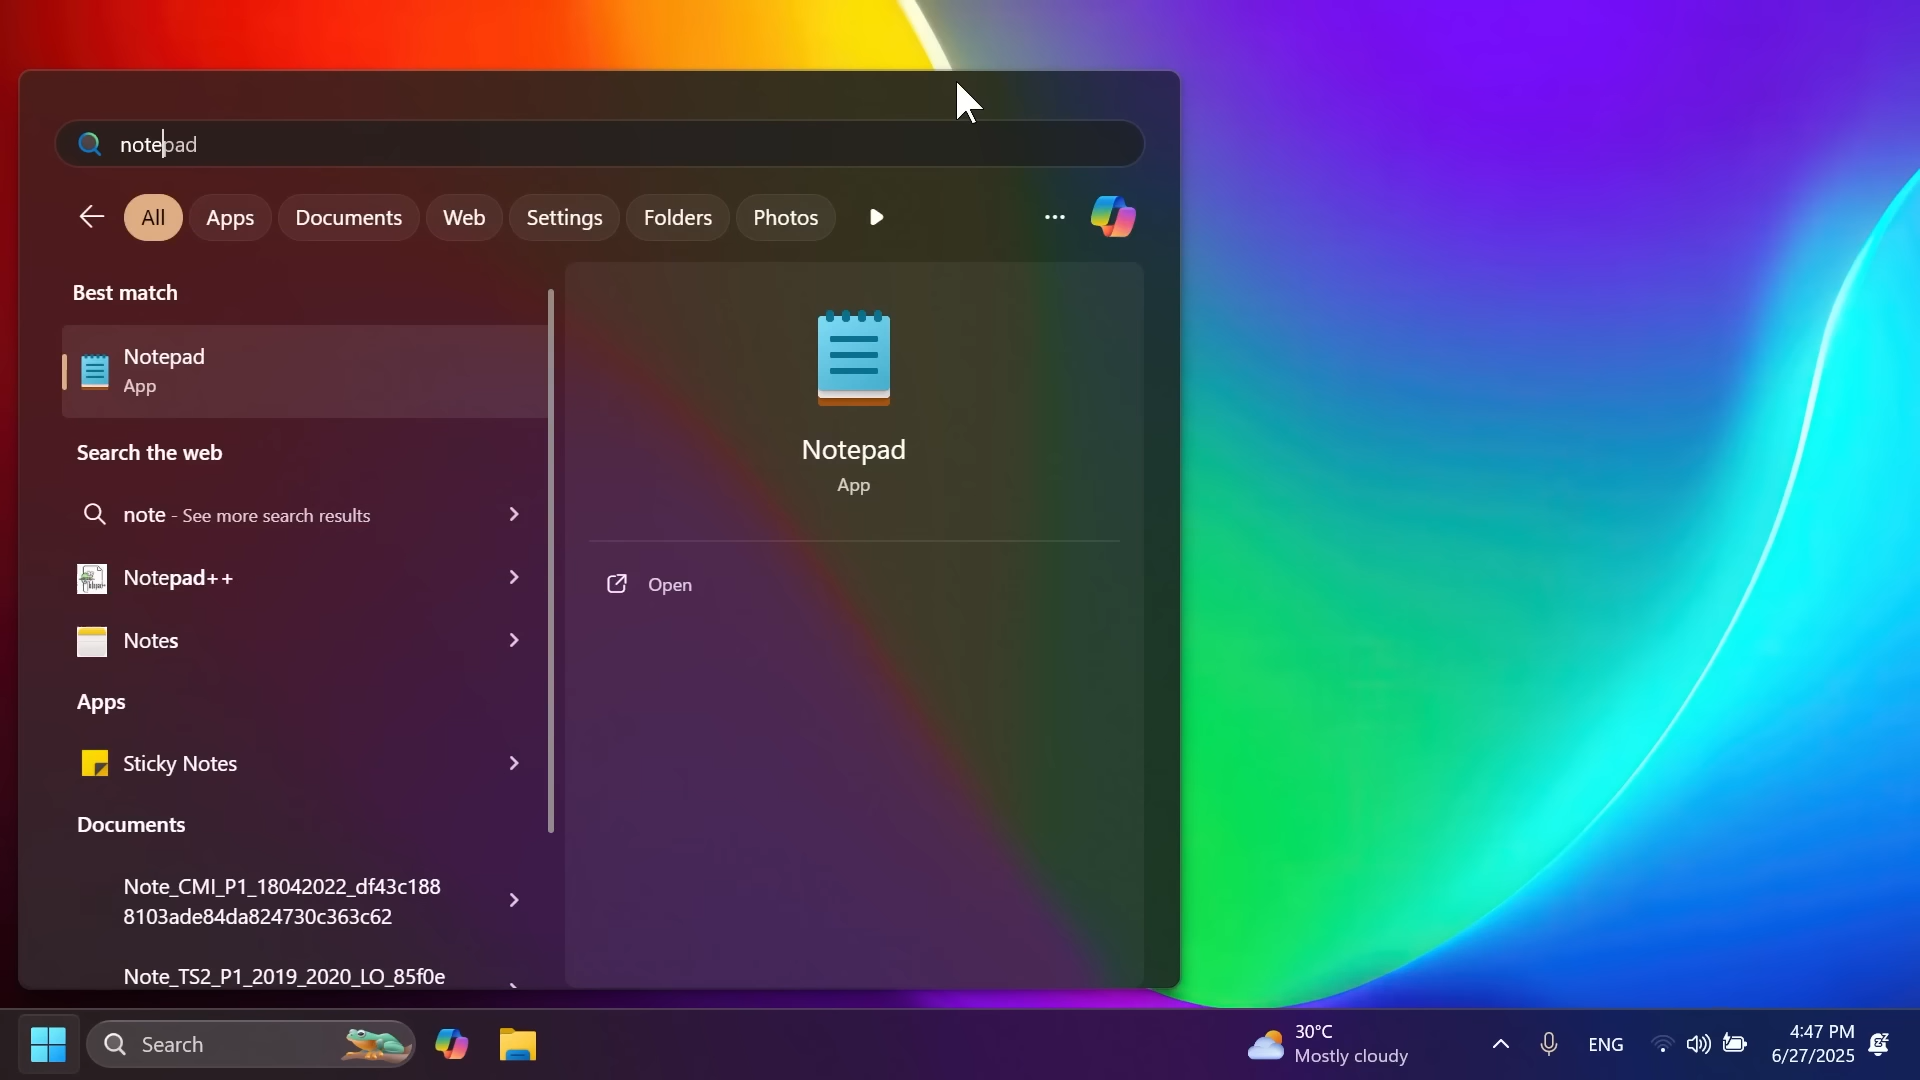 notepad
All Apps Documents Web Settings Folders Photos
Best match
Notepad
App
Search the web
note - See more search results
Notepad++
Notes
Apps
Sticky Notes
Documents
Note_CMI_P1_18042022_df43c188
8103ade84da824730c363c62
Note_TS2_P1_2019_2020_LO_85f0e
Notepad
App
Open
Search
30°C
Mostly cloudy
ENG
4:47 PM
6/27/2025